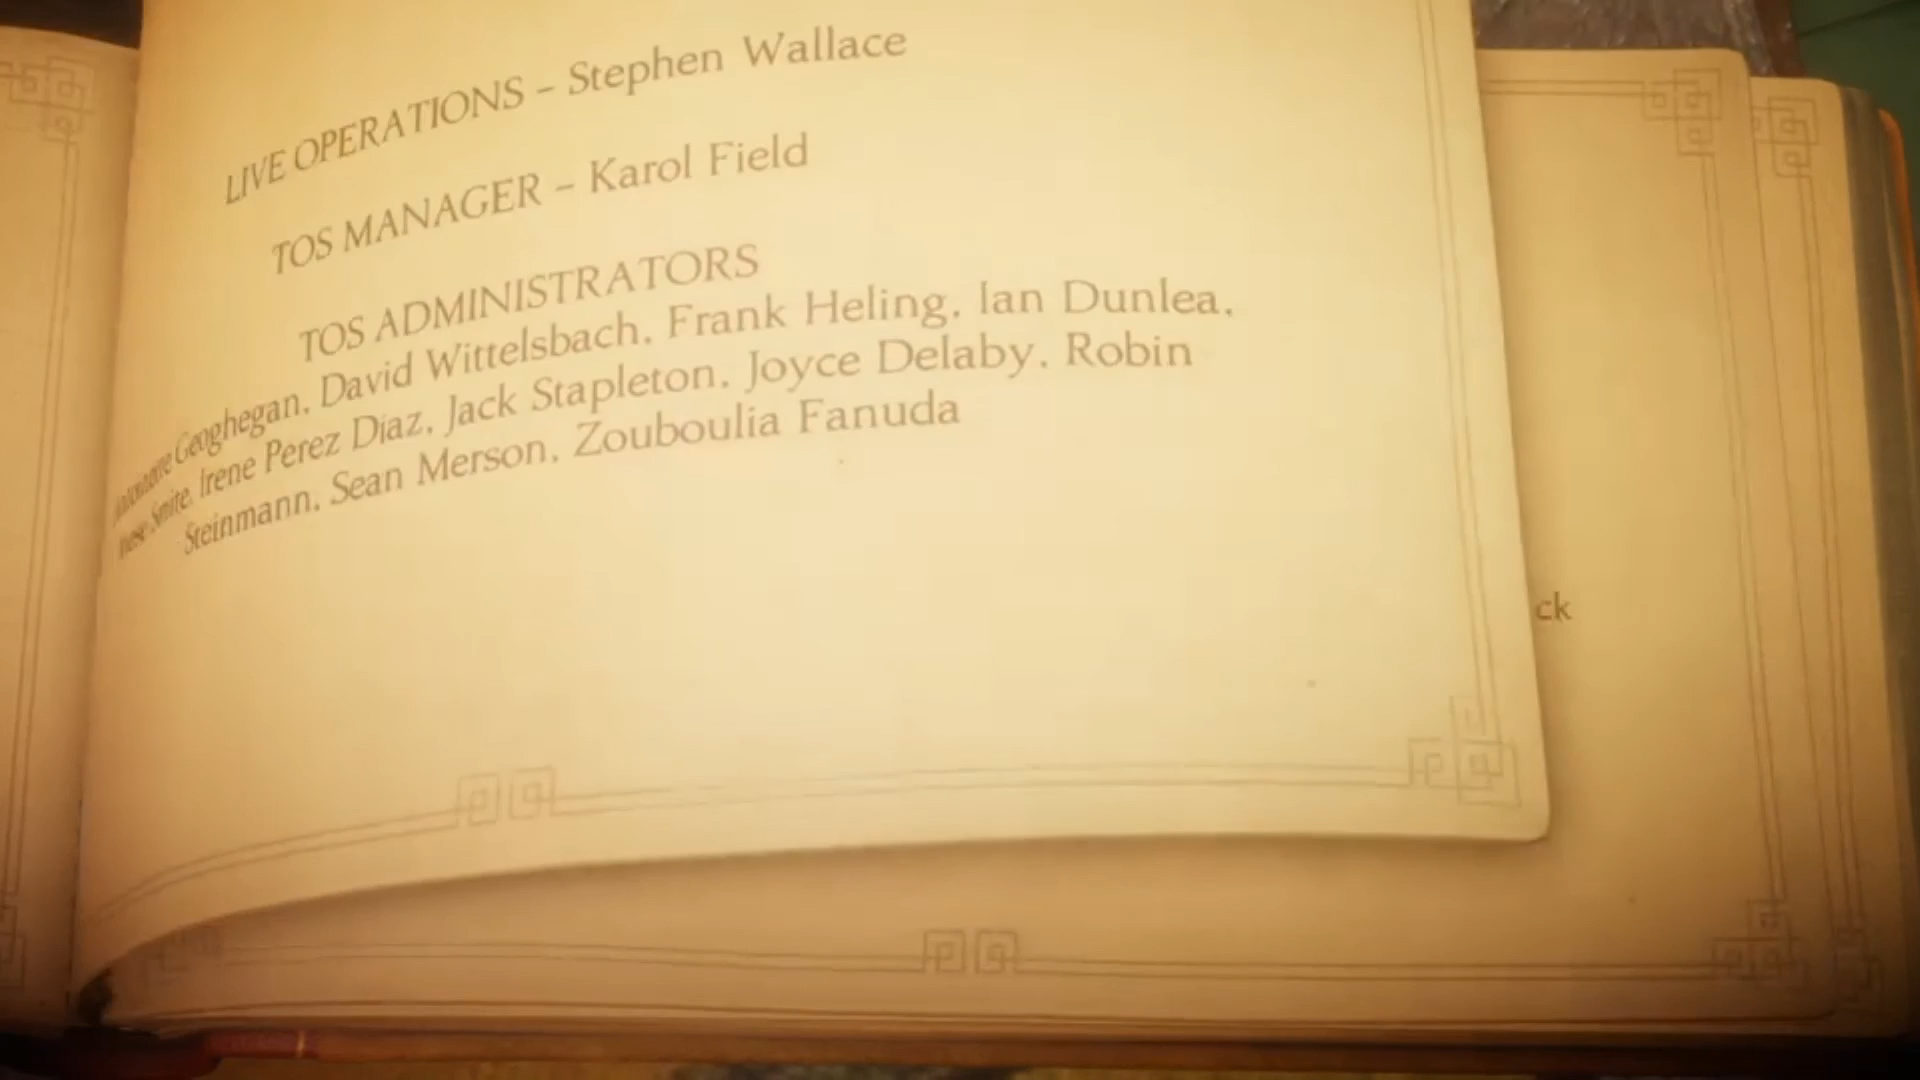 LIVE OPERATIONS – Stephen Wallace
TOS MANAGER – Karol Field
TOS ADMINISTRATORS
Geoghegan, David Wittelsbach, Frank Heling, Ian Dunlea,
Smite, Irene Perez Diaz, Jack Stapleton, Joyce Delaby, Robin
Steinmann, Sean Merson, Zouboulia Fanuda
ck